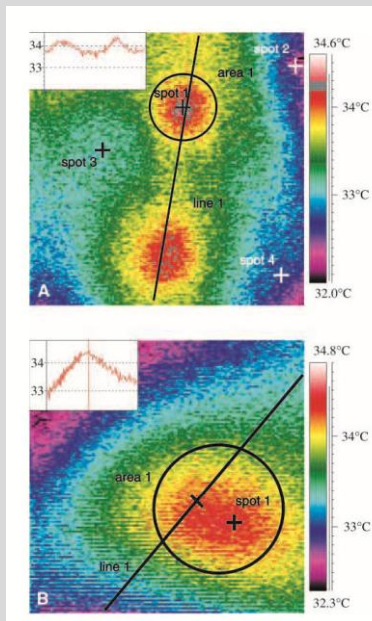 34
33
34.6°C
34°C
33°C
32.0°C
spot 2
area 1
spot 1
spot 3
line 1
spot 4
A
34
33
34.8°C
34°C
33°C
32.3°C
area 1
spot 1
line 1
B